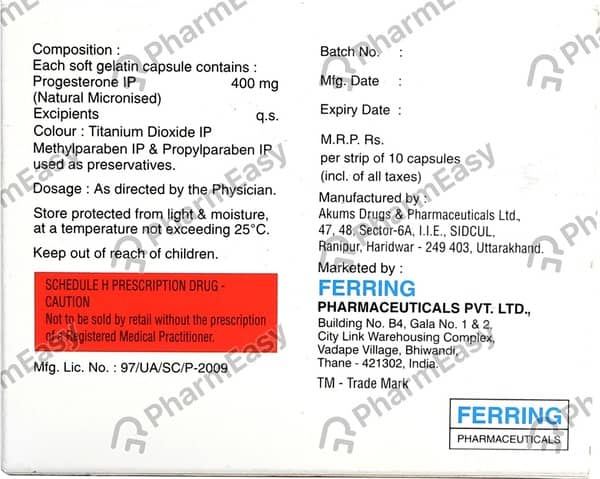 Composition :
Each soft gelatin capsule contains :
Progesterone IP 400 mg
(Natural Micronised)
Excipients q.s.
Colour : Titanium Dioxide IP
Methylparaben IP & Propylparaben IP
used as preservatives.
Dosage : As directed by the Physician.
Store protected from light & moisture,
at a temperature not exceeding 25°C.
Keep out of reach of children.
SCHEDULE H PRESCRIPTION DRUG -
CAUTION
Not to be sold by retail without the prescription
of a Registered Medical Practitioner.
Mfg. Lic. No. : 97/UA/SC/P-2009
Batch No. :
Mfg. Date :
Expiry Date :
M.R.P. Rs.
per strip of 10 capsules
(incl. of all taxes)
Manufactured by :
Akums Drugs & Pharmaceuticals Ltd.,
47, 48, Sector-6A, I.I.E., SIDCUL,
Ranipur, Haridwar - 249 403, Uttarakhand.
Marketed by :
FERRING
PHARMACEUTICALS PVT. LTD.,
Building No. B4, Gala No. 1 & 2,
City Link Warehousing Complex,
Vadape Village, Bhiwandi,
Thane - 421302, India.
TM - Trade Mark
FERRING
PHARMACEUTICALS
PharmEasy